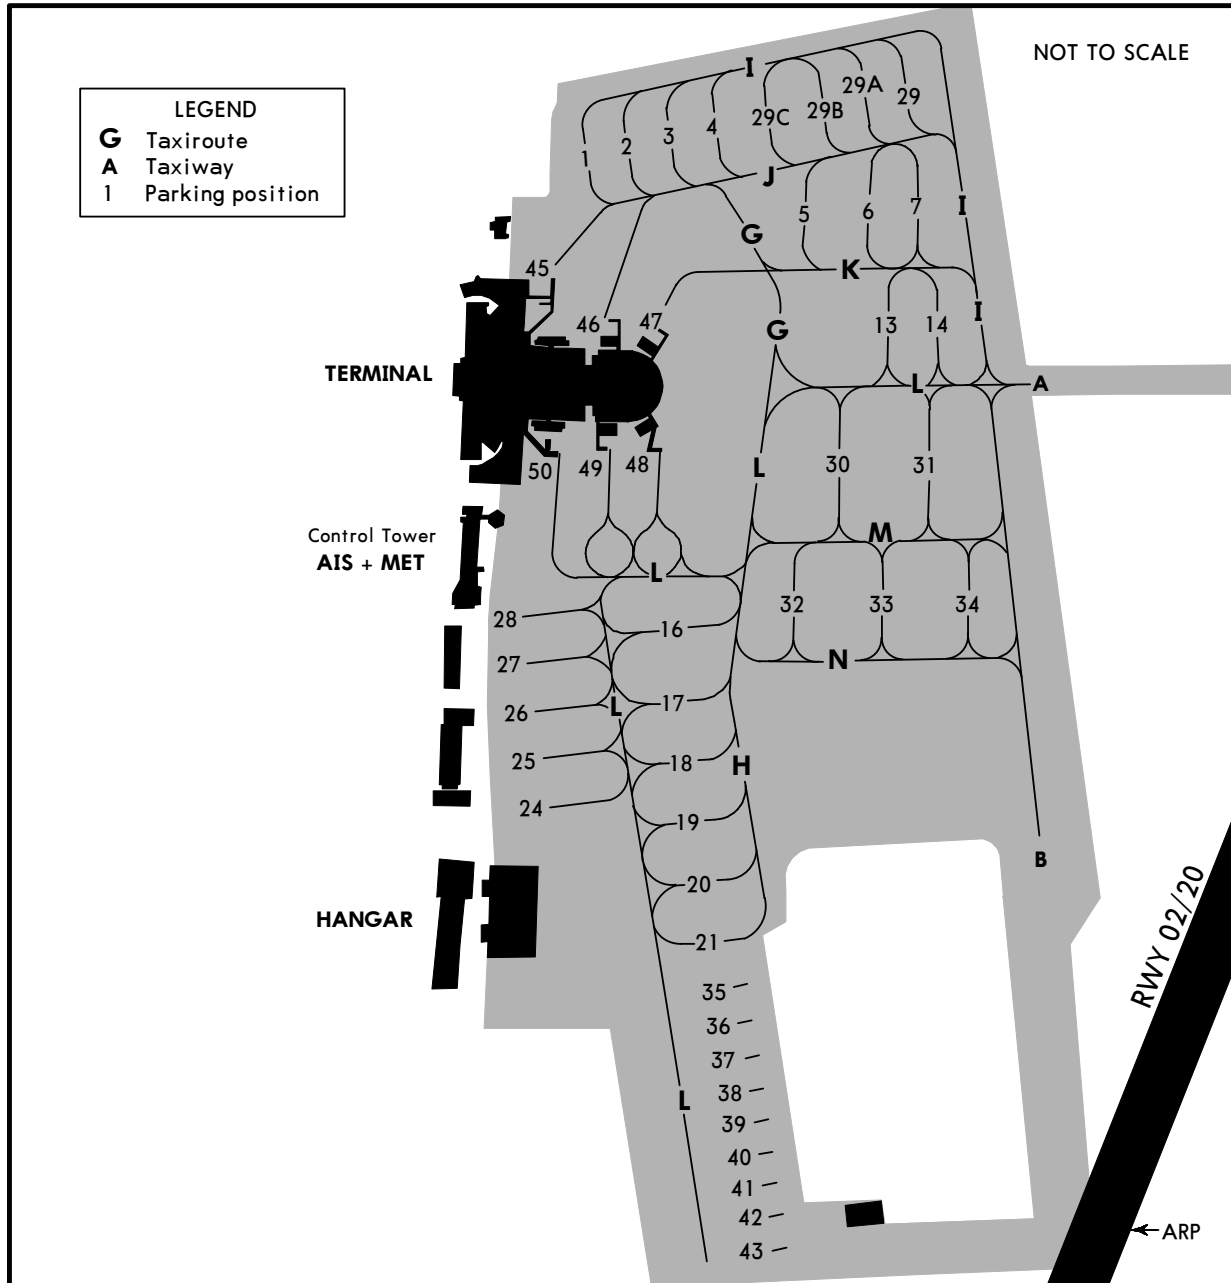 NOT TO SCALE
LEGEND
G Taxiroute
A Taxiway
1 Parking position
I
1
2
3
4
29C
29B
29A
29
J
5
6
7
I
G
K
45
46
47
G
13
14
I
TERMINAL
L
A
50
49
48
L
30
31
Control Tower
AIS + MET
M
L
28
16
32
33
34
27
N
26
L
17
25
18
H
24
19
B
20
RWY 02/20
HANGAR
21
35
36
37
38
L
39
40
41
42
43
ARP